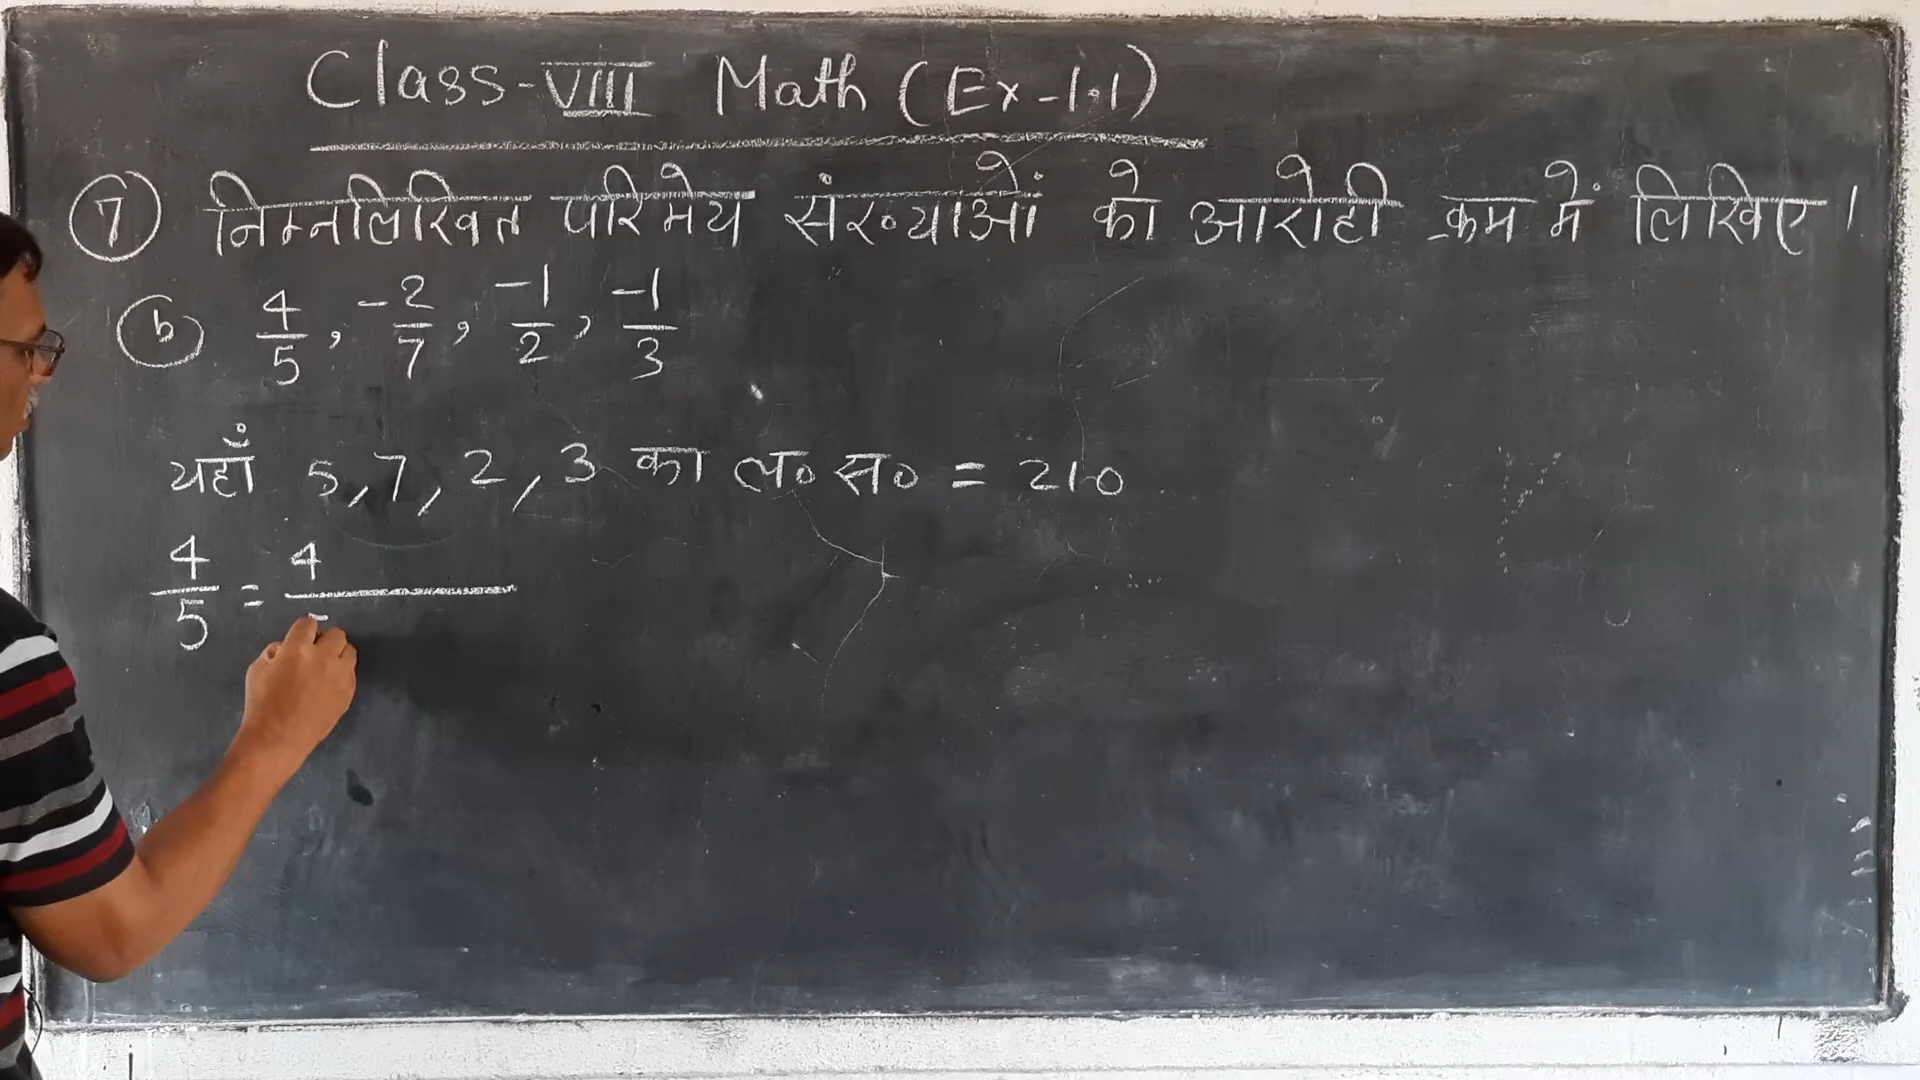 Class-VIII Math (Ex-1.1)
7 निम्नलिखित परिमेय संख्याओं को आरोही क्रम में लिखिए।
b 4/5, -2/7, -1/2, -1/3
यहाँ 5, 7, 2, 3 का ल० स० = 210
4/5 = 4/